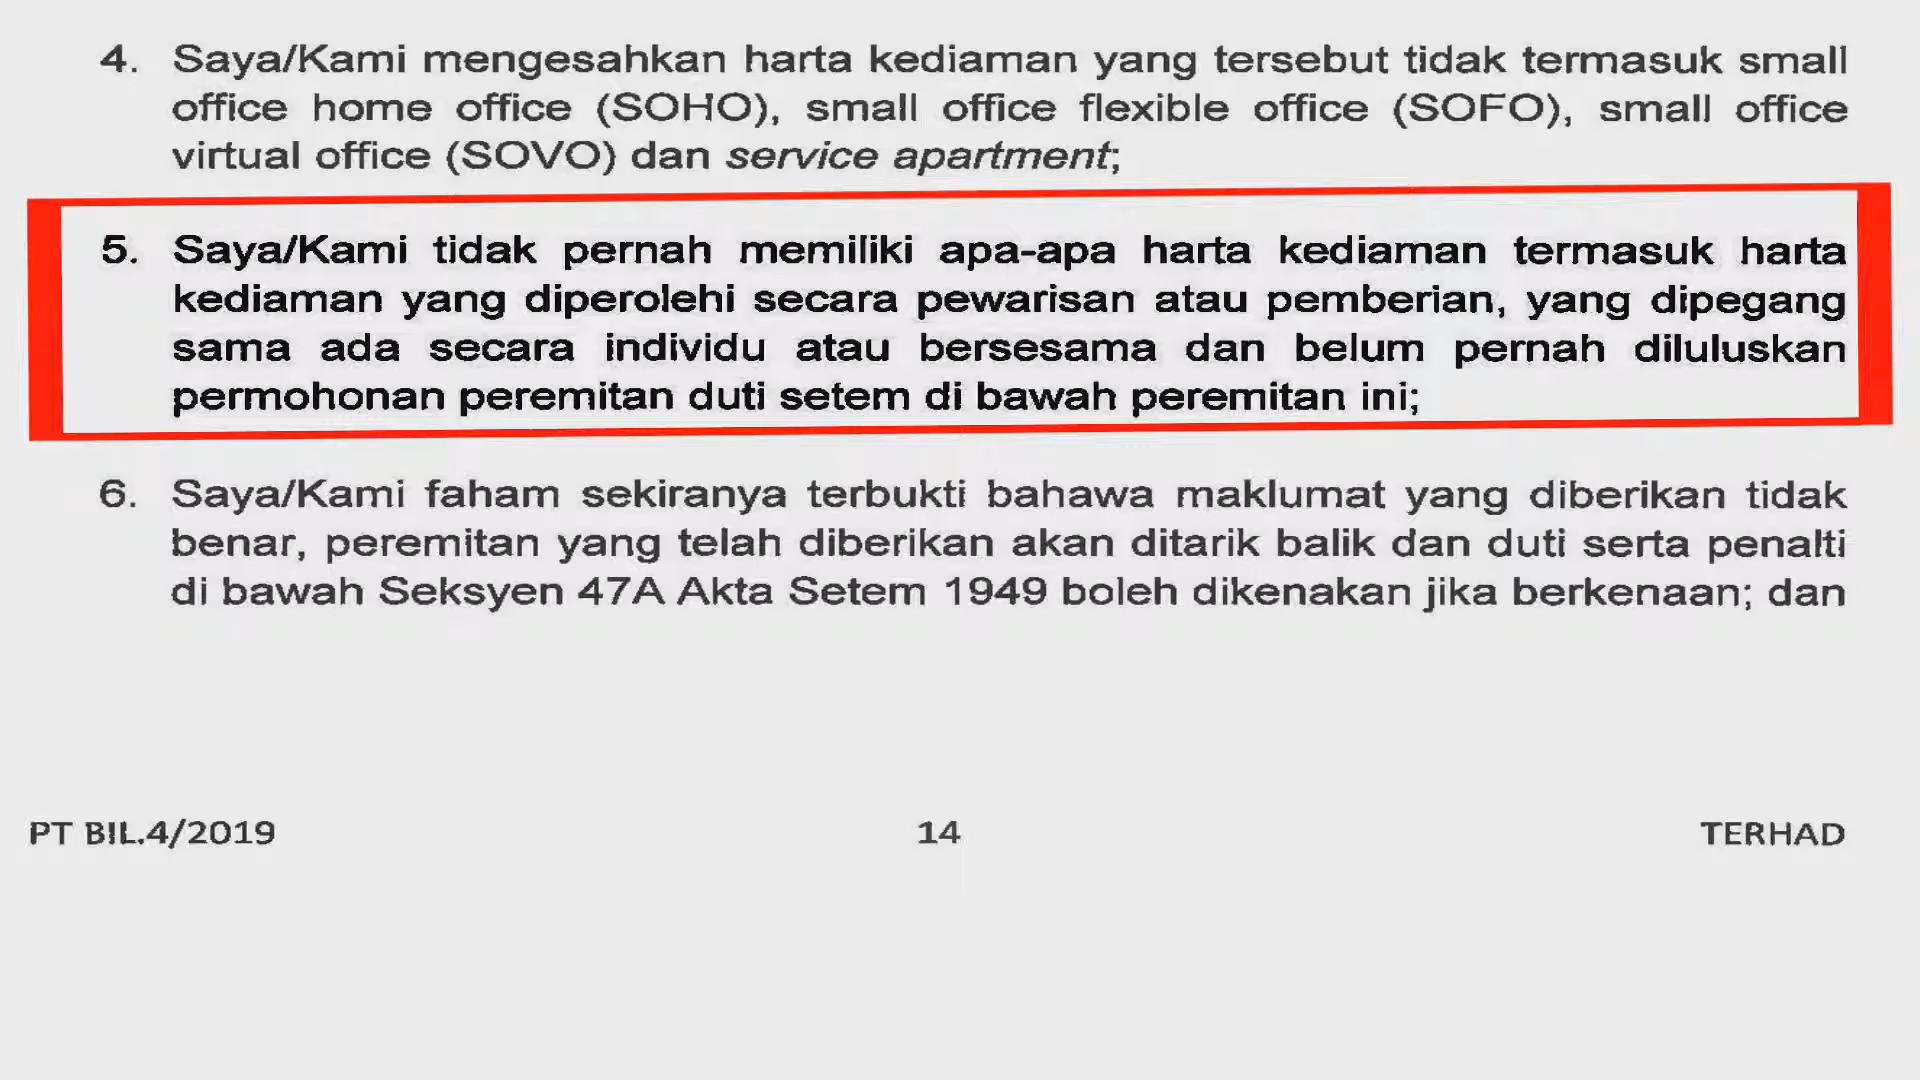 4. Saya/Kami mengesahkan harta kediaman yang tersebut tidak termasuk small
office home office (SOHO), small office flexible office (SOFO), small office
virtual office (SOVO) dan service apartment;
5. Saya/Kami tidak pernah memiliki apa-apa harta kediaman termasuk harta
kediaman yang diperolehi secara pewarisan atau pemberian, yang dipegang
sama ada secara individu atau bersesama dan belum pernah diluluskan
permohonan peremitan duti setem di bawah peremitan ini;
6. Saya/Kami faham sekiranya terbukti bahawa maklumat yang diberikan tidak
benar, peremitan yang telah diberikan akan ditarik balik dan duti serta penalti
di bawah Seksyen 47A Akta Setem 1949 boleh dikenakan jika berkenaan; dan
PT BIL.4/2019 14 TERHAD